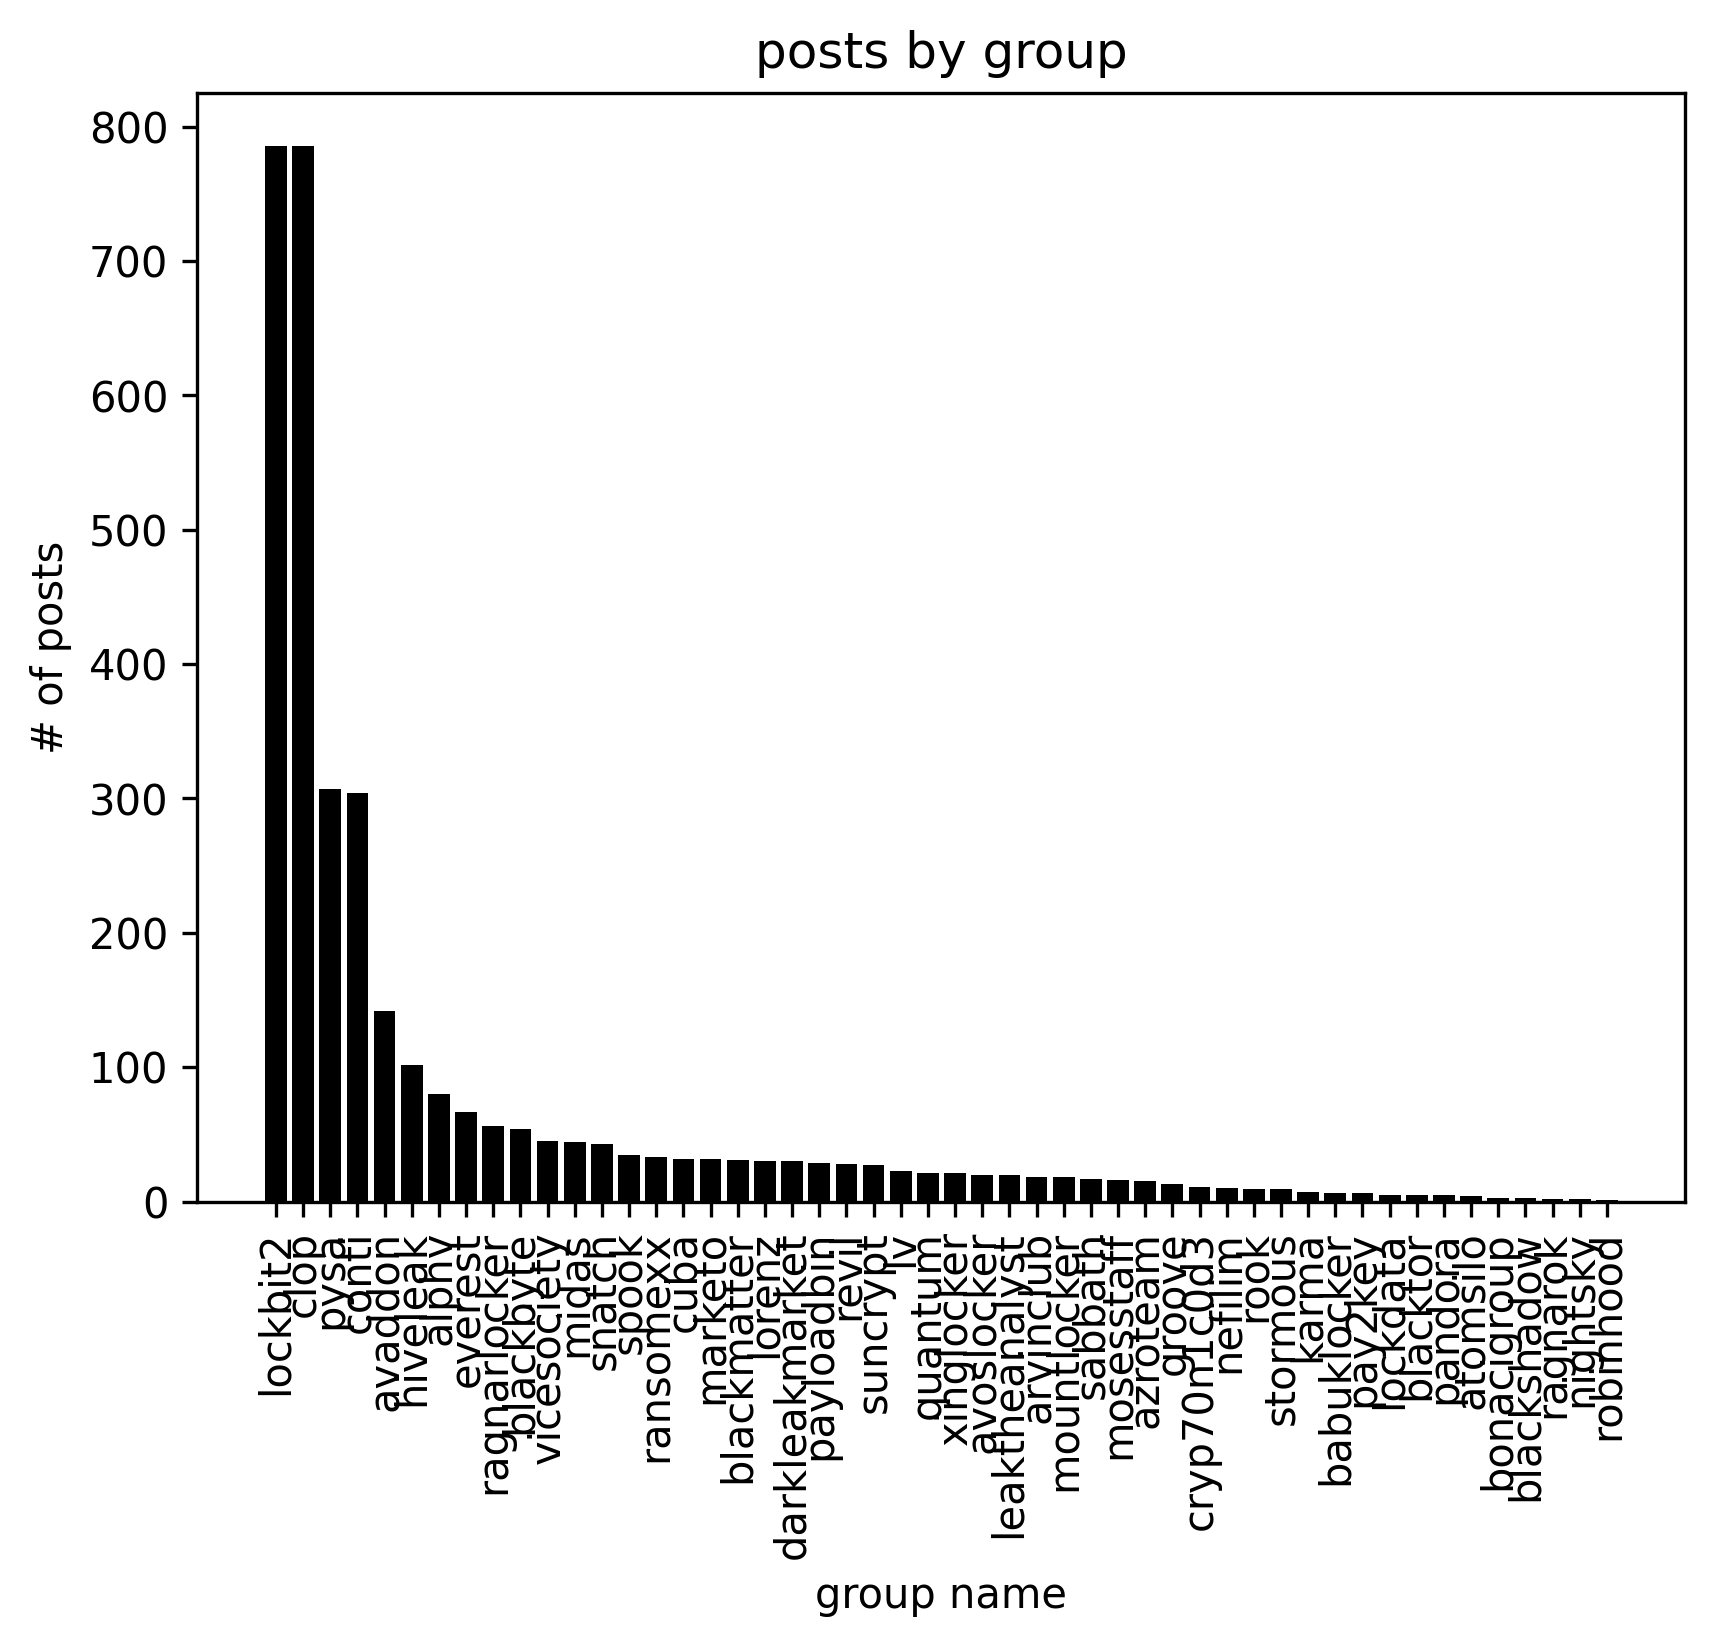 posts by group
# of posts
800
700
600
500
400
300
200
100
0
lockbit2
clop
pysa
conti
avaddon
hiveleak
alphv
everest
ragnarlocker
blackbyte
vicesociety
midas
snatch
spook
ransomexx
cuba
marketo
blackmatter
lorenz
darkleakmarket
payloadbin
revil
suncrypt
lv
quantum
xinglocker
avoslocker
leaktheanalyst
arvinclub
mountlocker
sabbath
mosesstaff
azroteam
groove
cryp70n1c0d3
nefilim
rook
stormous
karma
babuklocker
pay2key
lockdata
blacktor
pandora
atomsilo
bonacigroup
blackshadow
ragnarok
nightsky
robinhood
group name